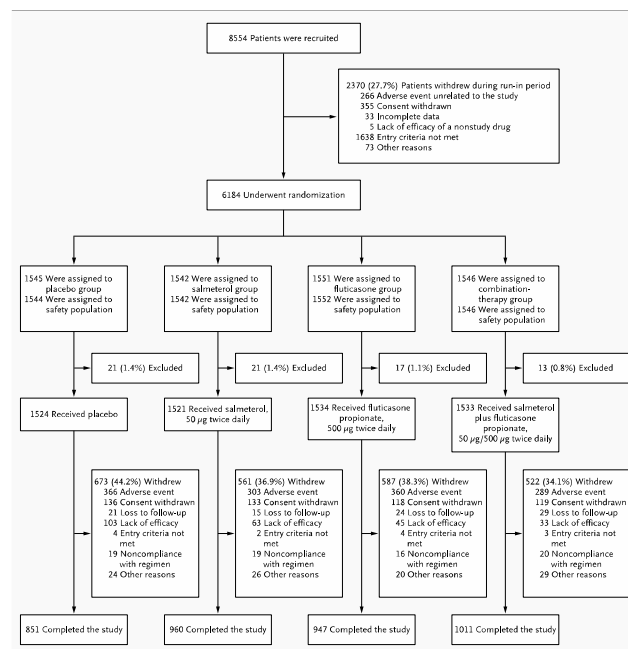 8554 Patients were recruited
2370 (27.7%) Patients withdrew during run-in period
266 Adverse event unrelated to the study
355 Consent withdrawn
33 Incomplete data
5 Lack of efficacy of a nonstudy drug
1638 Entry criteria not met
73 Other reasons
6184 Underwent randomization
1545 Were assigned to
placebo group
1544 Were assigned to
safety population
1542 Were assigned to
salmeterol group
1542 Were assigned to
safety population
1551 Were assigned to
fluticasone group
1552 Were assigned to
safety population
1546 Were assigned to
combination-
therapy group
1546 Were assigned to
safety population
21 (1.4%) Excluded
21 (1.4%) Excluded
17 (1.1%) Excluded
13 (0.8%) Excluded
1524 Received placebo
1521 Received salmeterol,
50 µg twice daily
1534 Received fluticasone
propionate,
500 µg twice daily
1533 Received salmeterol
plus fluticasone
propionate,
50 µg/500 µg twice daily
673 (44.2%) Withdrew
366 Adverse event
136 Consent withdrawn
21 Loss to follow-up
103 Lack of efficacy
4 Entry criteria not
met
19 Noncompliance
with regimen
24 Other reasons
561 (36.9%) Withdrew
303 Adverse event
133 Consent withdrawn
15 Loss to follow-up
63 Lack of efficacy
2 Entry criteria not
met
19 Noncompliance
with regimen
26 Other reasons
587 (38.3%) Withdrew
360 Adverse event
118 Consent withdrawn
24 Loss to follow-up
45 Lack of efficacy
4 Entry criteria not
met
16 Noncompliance
with regimen
20 Other reasons
522 (34.1%) Withdrew
289 Adverse event
119 Consent withdrawn
29 Loss to follow-up
33 Lack of efficacy
3 Entry criteria not
met
20 Noncompliance
with regimen
29 Other reasons
851 Completed the study
960 Completed the study
947 Completed the study
1011 Completed the study